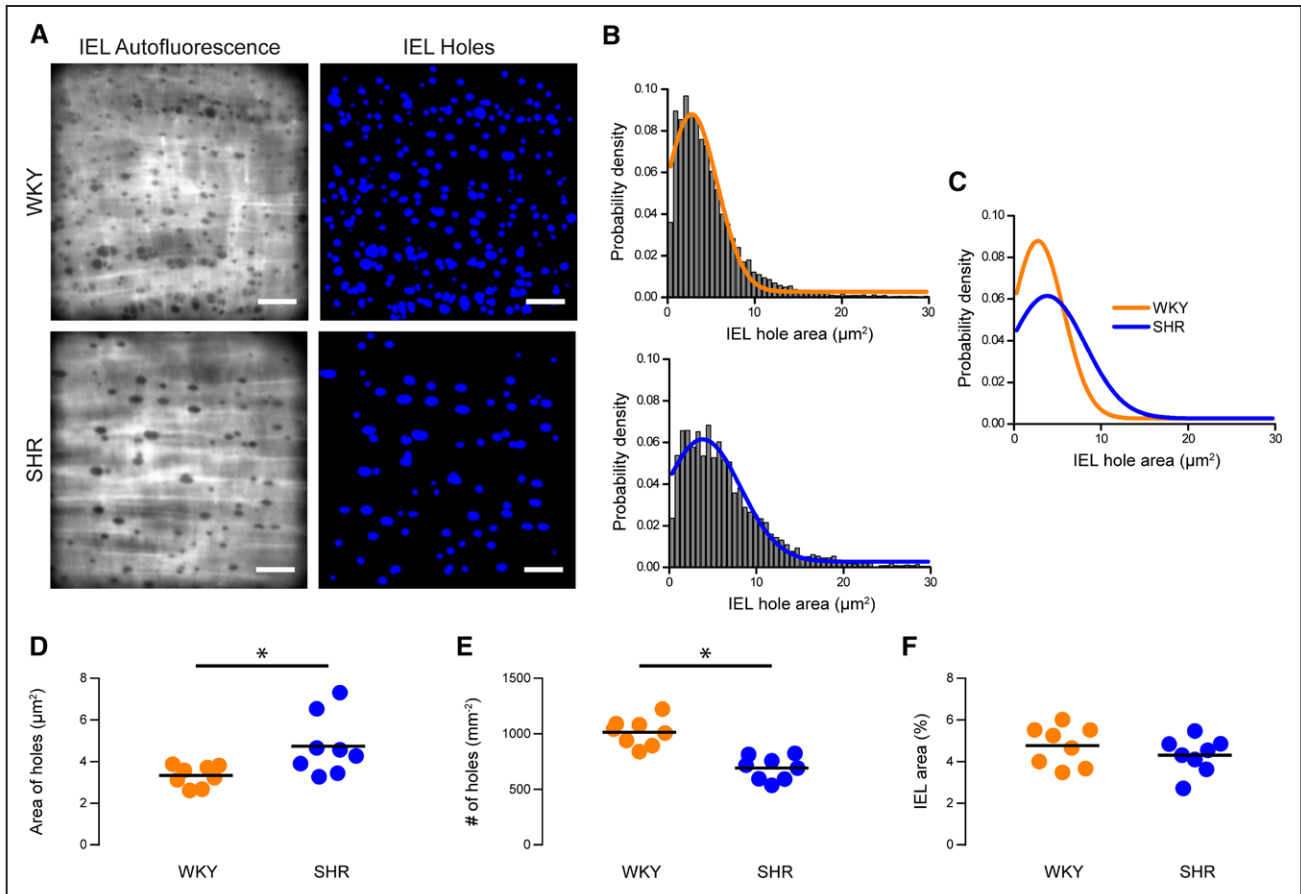 A
IEL Autofluorescence
IEL Holes
WKY
SHR
B
0.10
0.08
0.06
0.04
0.02
0.00
Probability density
0
10
20
30
IEL hole area (µm²)
0.10
0.08
0.06
0.04
0.02
0.00
Probability density
0
10
20
30
IEL hole area (µm²)
C
0.10
0.08
0.06
0.04
0.02
0.00
Probability density
WKY
SHR
0
10
20
30
IEL hole area (µm²)
D
*
8
6
4
2
0
Area of holes (µm²)
WKY
SHR
E
*
1500
1000
500
0
# of holes (mm⁻²)
WKY
SHR
F
8
6
4
2
0
IEL area (%)
WKY
SHR